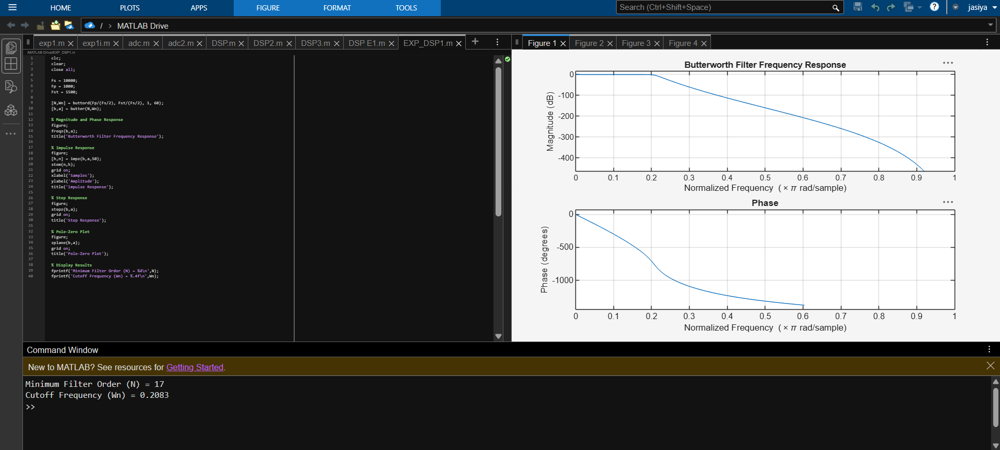 HOME PLOTS APPS FIGURE FORMAT TOOLS Search (Ctrl+Shift+Space) ? jasiya
/ > MATLAB Drive
exp1.m exp1i.m adc.m adc2.m DSP.m DSP2.m DSP3.m DSP E1.m EXP_DSP1.m +
/MATLAB Drive/EXP_DSP1.m
1 clc;
2 clear;
3 close all;
4
5 Fs = 10000;
6 Fp = 1000;
7 Fst = 1500;
8
9 [N,Wn] = buttord(Fp/(Fs/2), Fst/(Fs/2), 1, 60);
10 [b,a] = butter(N,Wn);
11
12 % Magnitude and Phase Response
13 figure;
14 freqz(b,a);
15 title('Butterworth Filter Frequency Response');
16
17 % Impulse Response
18 figure;
19 [h,n] = impz(b,a,50);
20 stem(n,h);
21 grid on;
22 xlabel('Samples');
23 ylabel('Amplitude');
24 title('Impulse Response');
25
26 % Step Response
27 figure;
28 stepz(b,a);
29 grid on;
30 title('Step Response');
31
32 % Pole-Zero Plot
33 figure;
34 zplane(b,a);
35 grid on;
36 title('Pole-Zero Plot');
37
38 % Display Results
39 fprintf('Minimum Filter Order (N) = %d\n',N);
40 fprintf('Cutoff Frequency (Wn) = %.4f\n',Wn);
Figure 1 Figure 2 Figure 3 Figure 4
Butterworth Filter Frequency Response
Magnitude (dB)
0
-100
-200
-300
-400
0 0.1 0.2 0.3 0.4 0.5 0.6 0.7 0.8 0.9 1
Normalized Frequency (× π rad/sample)
Phase
Phase (degrees)
0
-500
-1000
0 0.1 0.2 0.3 0.4 0.5 0.6 0.7 0.8 0.9 1
Normalized Frequency (× π rad/sample)
Command Window
New to MATLAB? See resources for Getting Started.
Minimum Filter Order (N) = 17
Cutoff Frequency (Wn) = 0.2083
>>